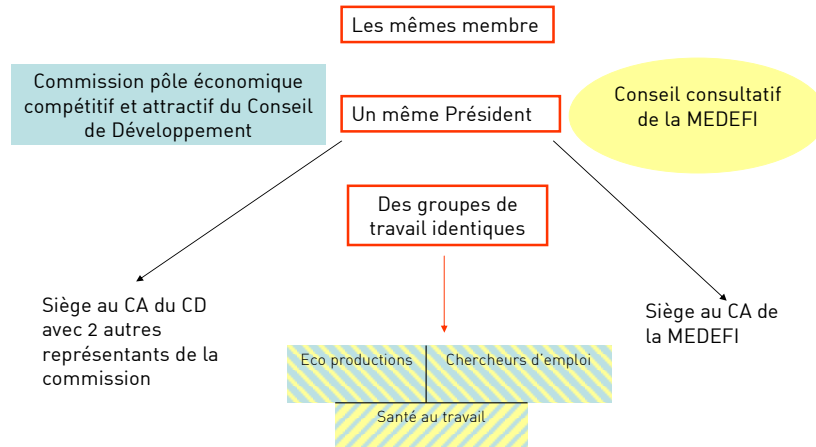 Les mêmes membre
Commission pôle économique
compétitif et attractif du Conseil
de Développement
Un même Président
Conseil consultatif
de la MEDEFI
Des groupes de
travail identiques
Siège au CA du CD
avec 2 autres
représentants de la
commission
Siège au CA de
la MEDEFI
Eco productions
Chercheurs d'emploi
Santé au travail